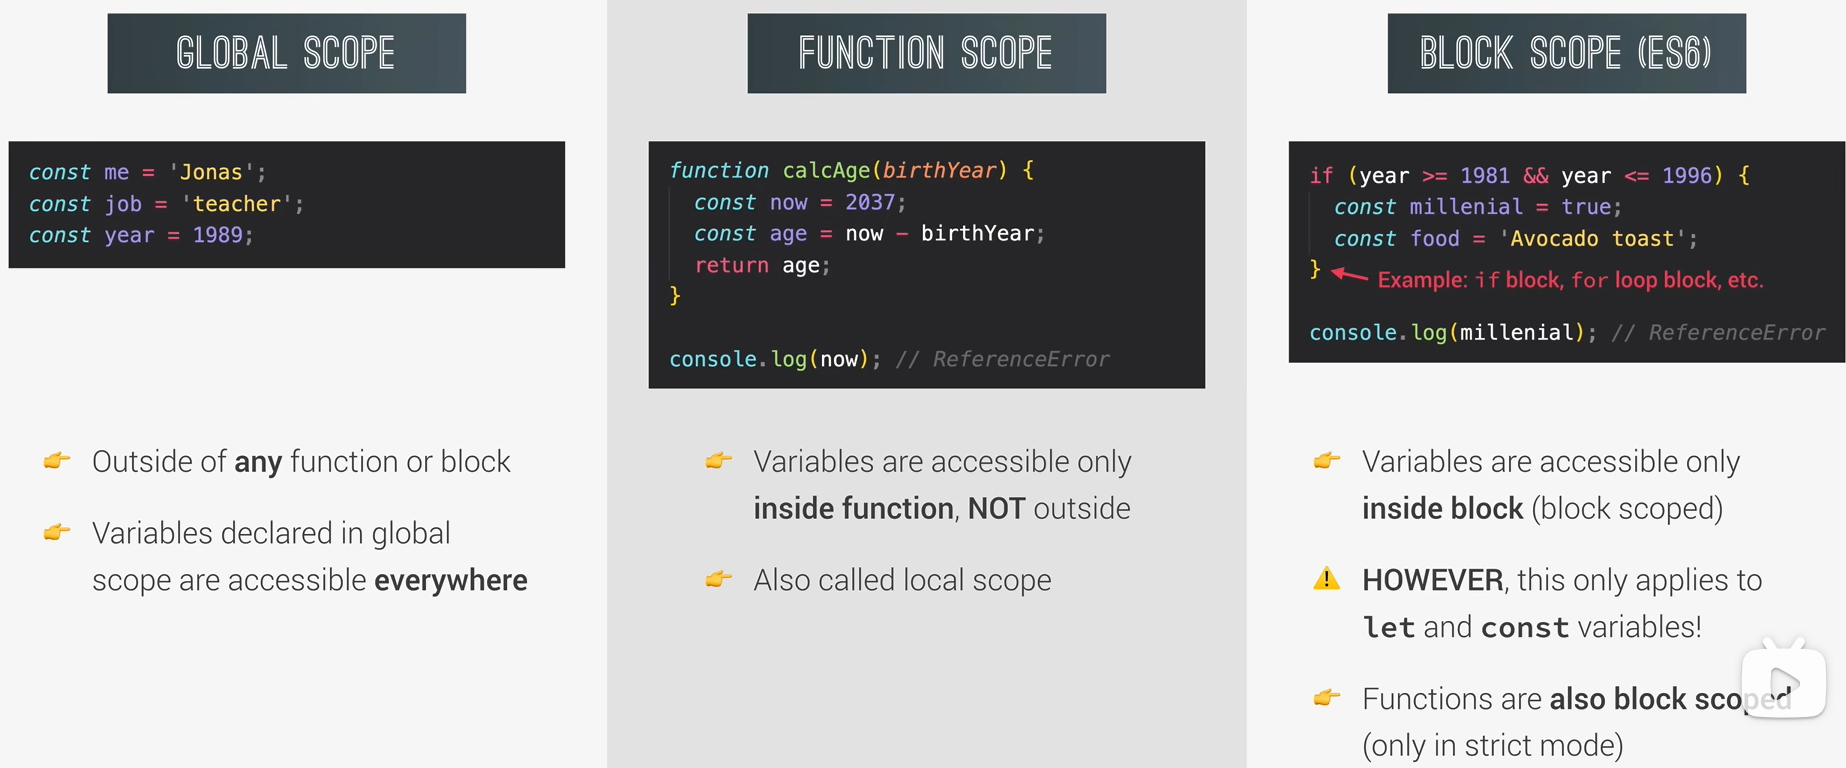 GLOBAL SCOPE
const me = 'Jonas';
const job = 'teacher';
const year = 1989;
Outside of any function or block
Variables declared in global
scope are accessible everywhere
FUNCTION SCOPE
function calcAge(birthYear) {
const now = 2037;
const age = now − birthYear;
return age;
}
console.log(now); // ReferenceError
Variables are accessible only
inside function, NOT outside
Also called local scope
BLOCK SCOPE (ES6)
if (year >= 1981 && year <= 1996) {
const millenial = true;
const food = 'Avocado toast';
}
Example: if block, for loop block, etc.
console.log(millenial); // ReferenceError
Variables are accessible only
inside block (block scoped)
HOWEVER, this only applies to
let and const variables!
Functions are also block scoped
(only in strict mode)